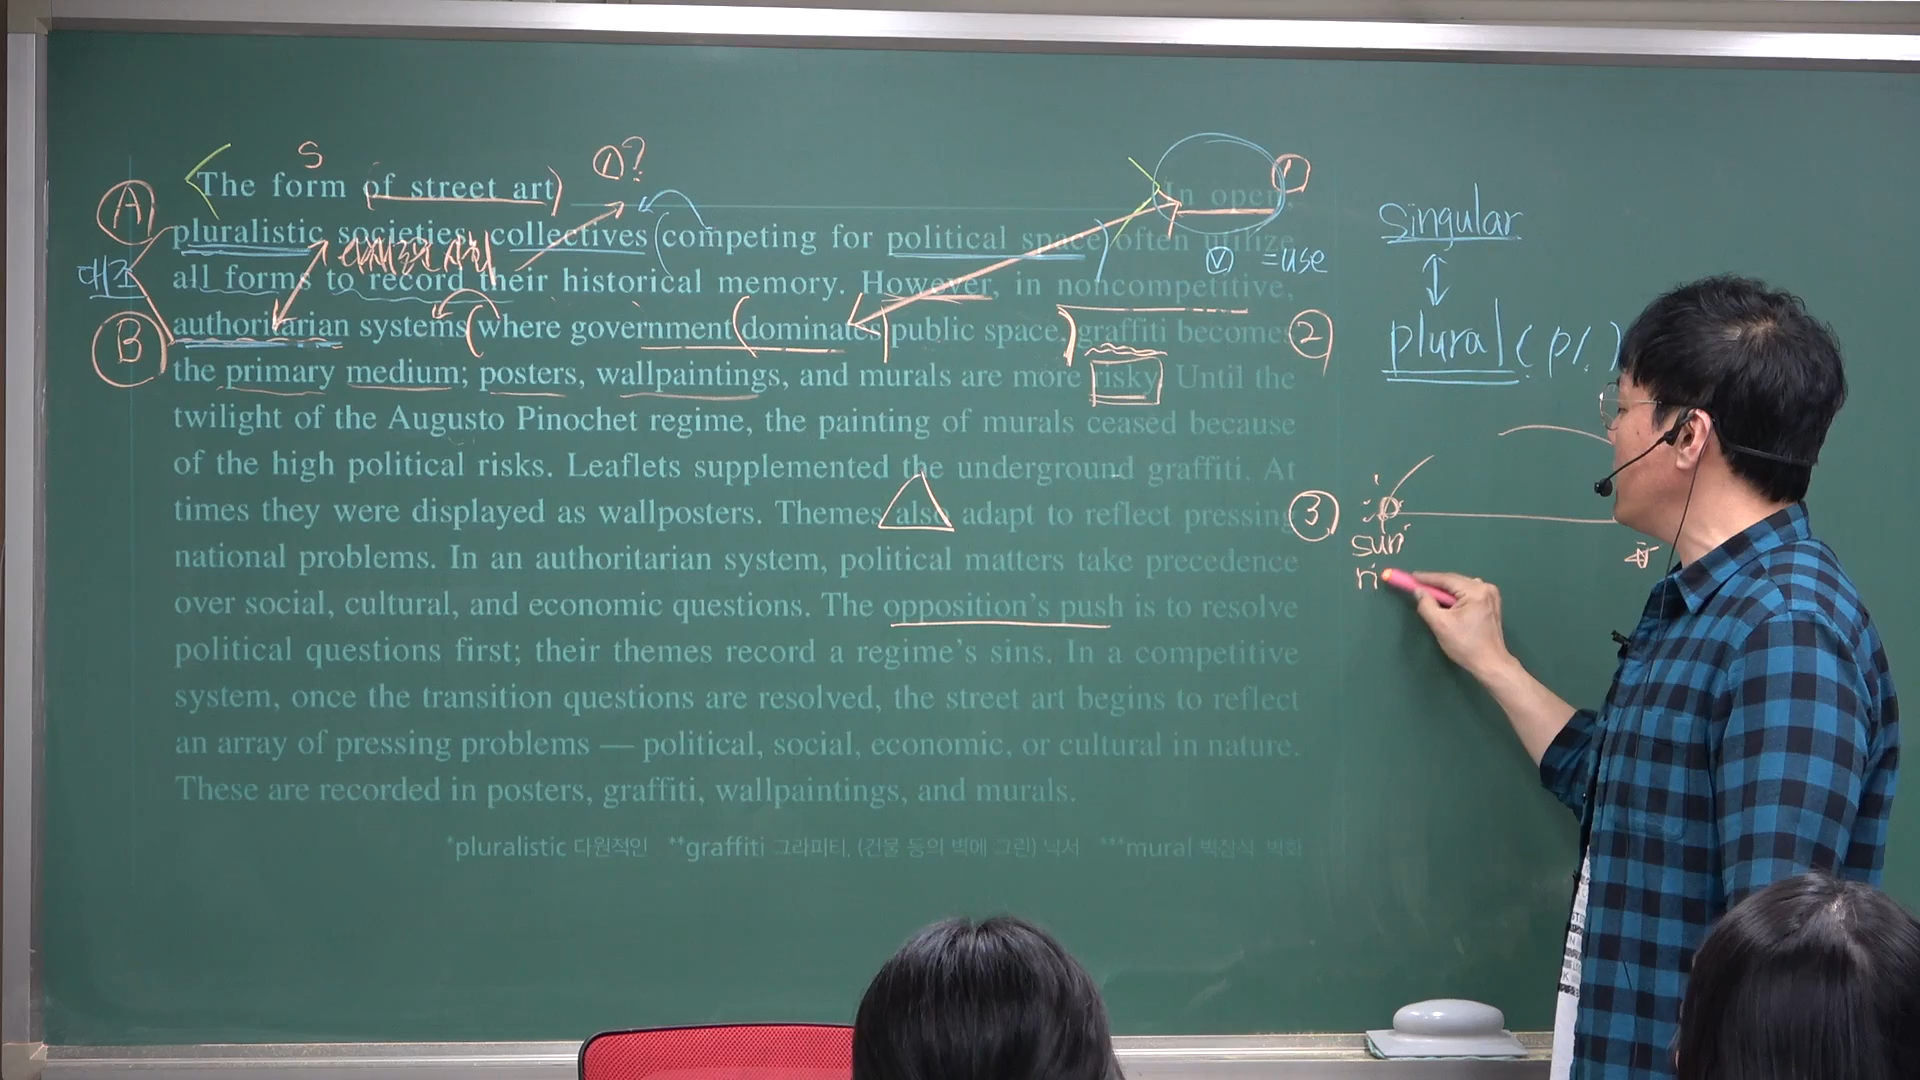 S
①?
①
The form of street art ________ In open,
Ⓐ
pluralistic societies, collectives competing for political space often utilize
ⓥ =use
대조
all forms to record their historical memory. However, in noncompetitive,
Ⓑ
authoritarian systems where government dominates public space, graffiti becomes
②
the primary medium; posters, wallpaintings, and murals are more risky. Until the
twilight of the Augusto Pinochet regime, the painting of murals ceased because
of the high political risks. Leaflets supplemented the underground graffiti. At
times they were displayed as wallposters. Themes also adapt to reflect pressing
③
national problems. In an authoritarian system, political matters take precedence
over social, cultural, and economic questions. The opposition's push is to resolve
political questions first; their themes record a regime's sins. In a competitive
system, once the transition questions are resolved, the street art begins to reflect
an array of pressing problems — political, social, economic, or cultural in nature.
These are recorded in posters, graffiti, wallpaintings, and murals.
*pluralistic 다원적인 **graffiti 그라피티, (건물 등의 벽에 그린) 낙서 ***mural 벽장식, 벽화
singular
plural (pl.)
sun
ri